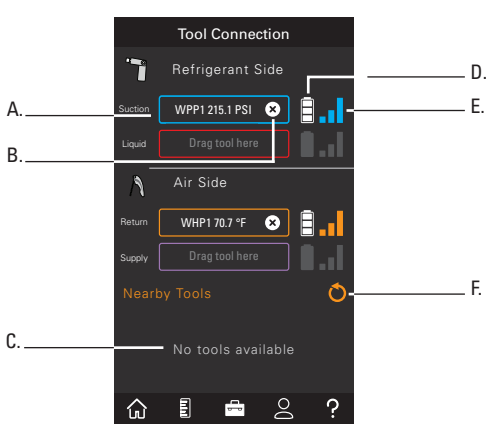 Tool Connection
Refrigerant Side
D.
A. Suction WPP1 215.1 PSI E.
B. Liquid Drag tool here
Air Side
Return WHP1 70.7 °F
Supply Drag tool here
Nearby Tools F.
C. No tools available
?